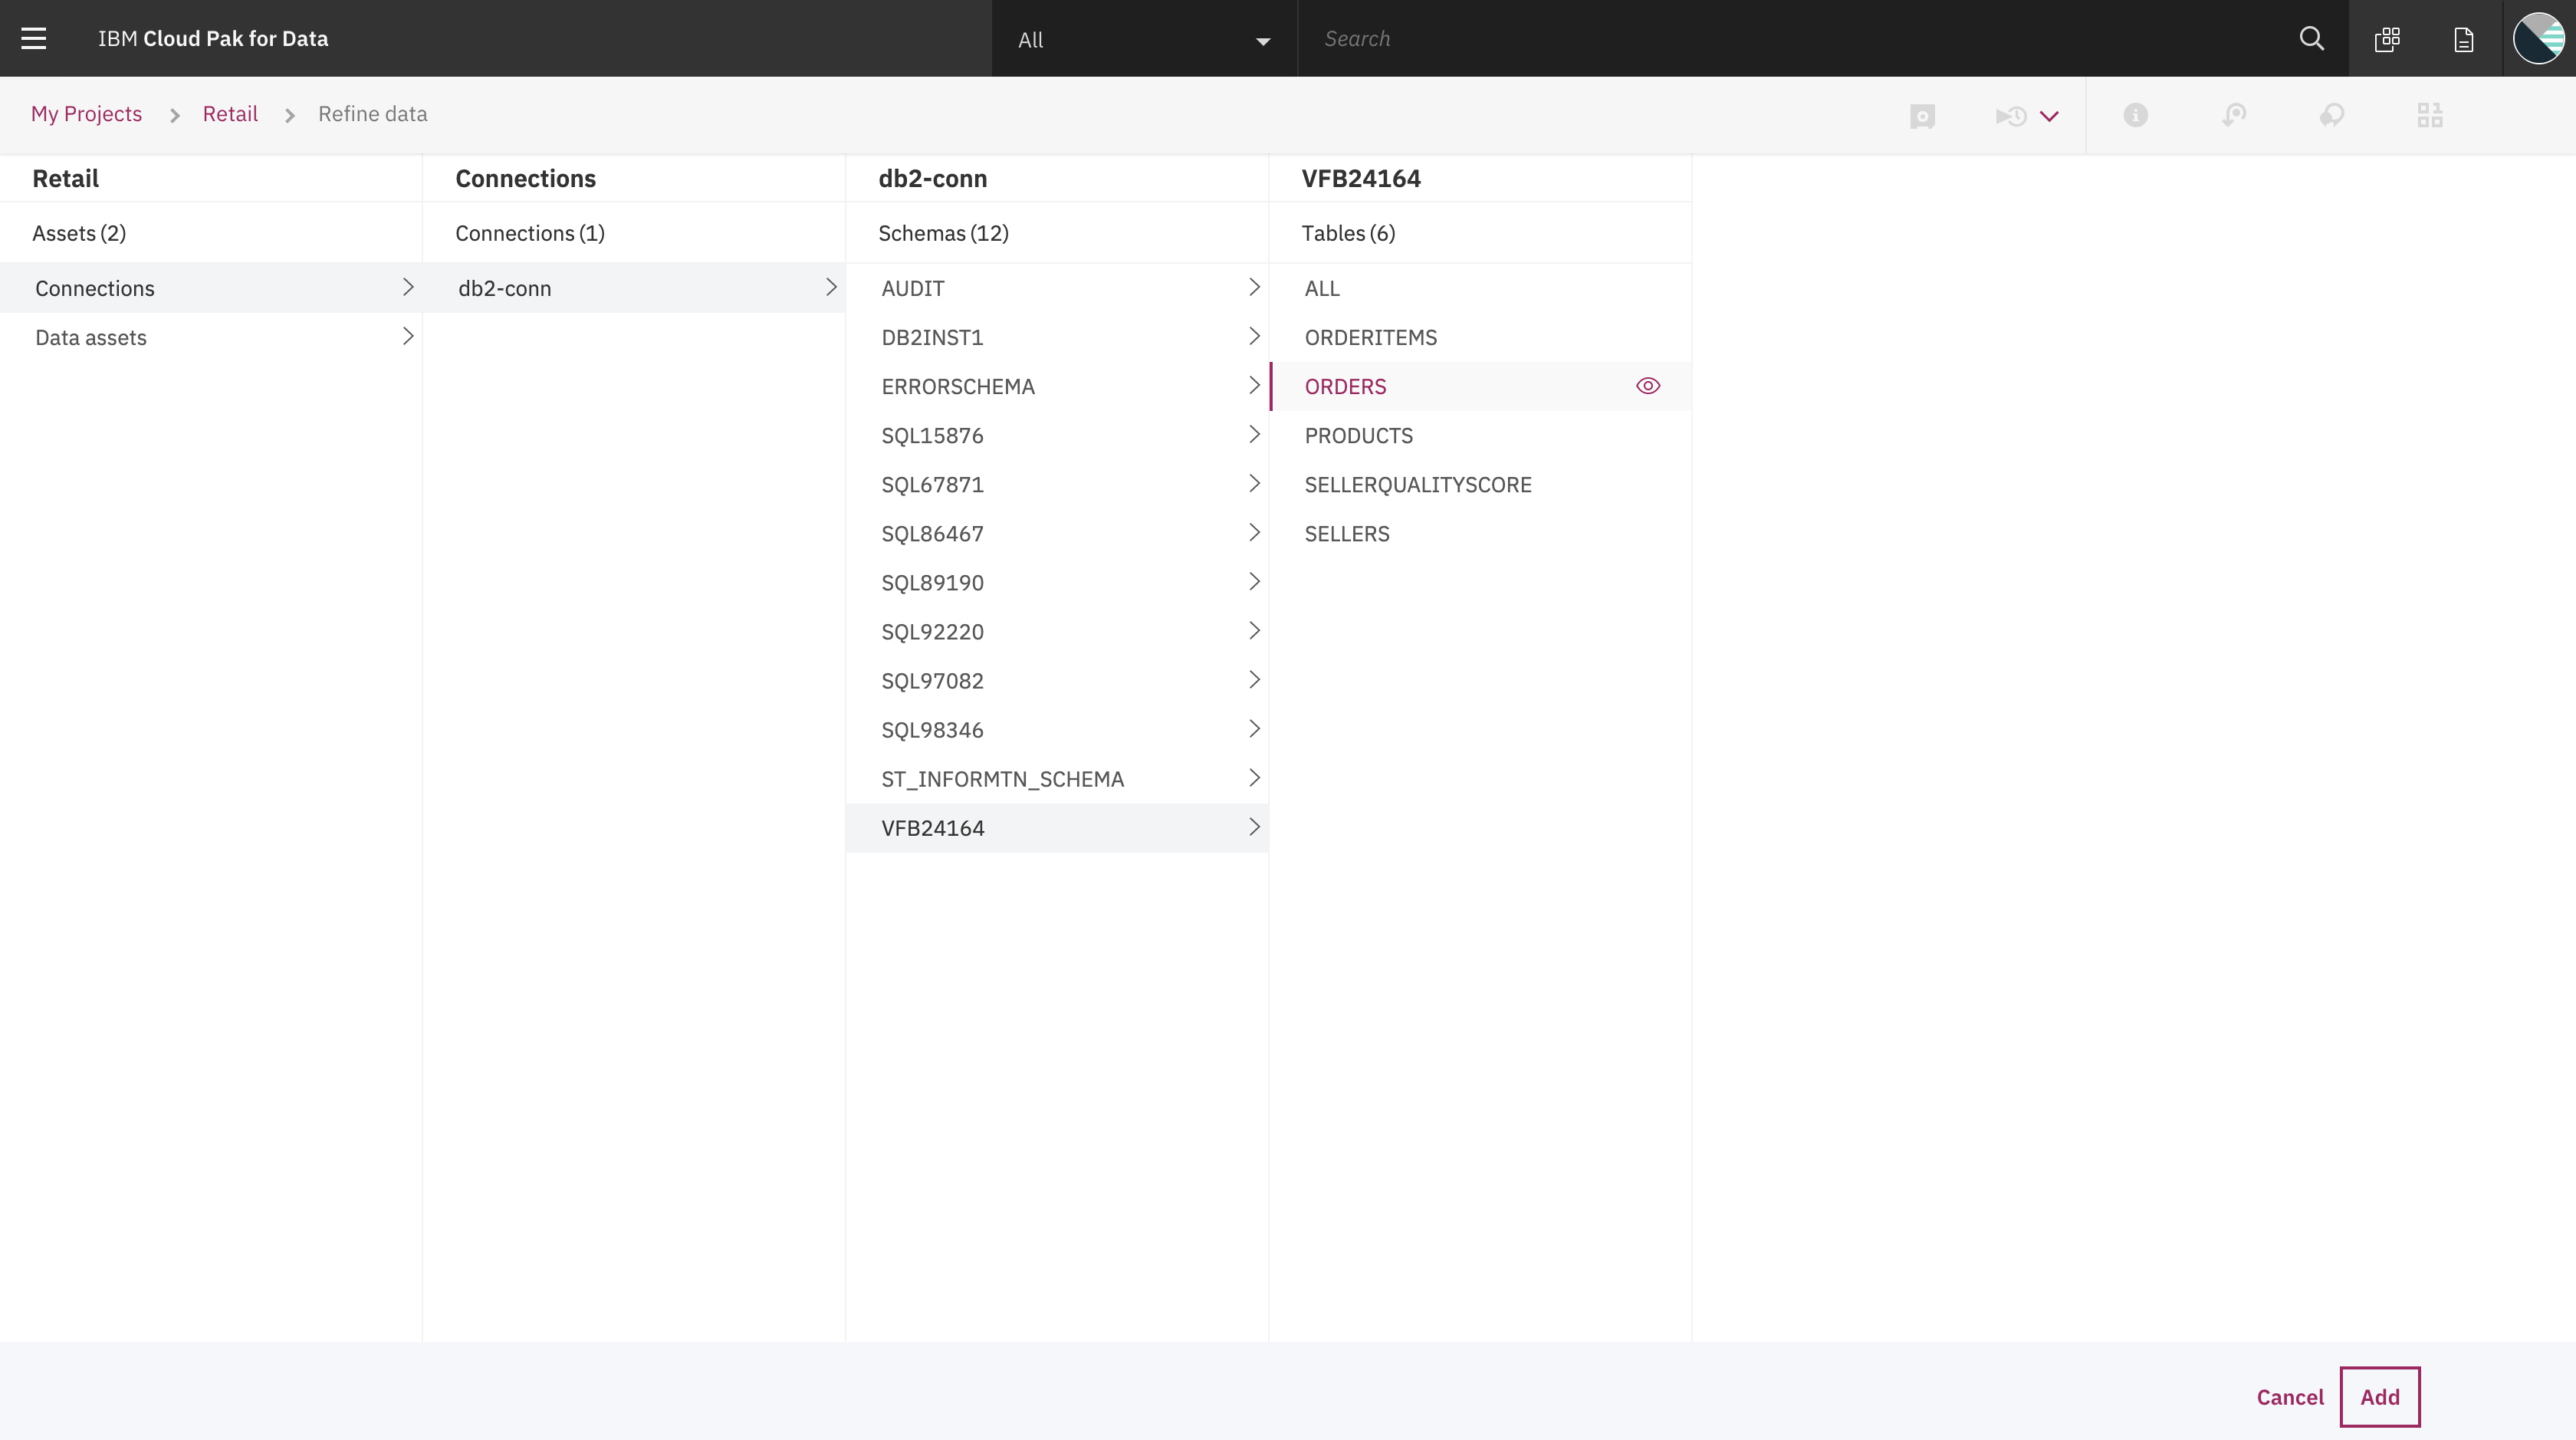 IBM Cloud Pak for Data
All
Search
My Projects
Retail
Refine data
Retail
Assets (2)
Connections
Data assets
Connections
Connections (1)
db2-conn
db2-conn
Schemas (12)
AUDIT
DB2INST1
ERRORSCHEMA
SQL15876
SQL67871
SQL86467
SQL89190
SQL92220
SQL97082
SQL98346
ST_INFORMTN_SCHEMA
VFB24164
VFB24164
Tables (6)
ALL
ORDERITEMS
ORDERS
PRODUCTS
SELLERQUALITYSCORE
SELLERS
Cancel
Add